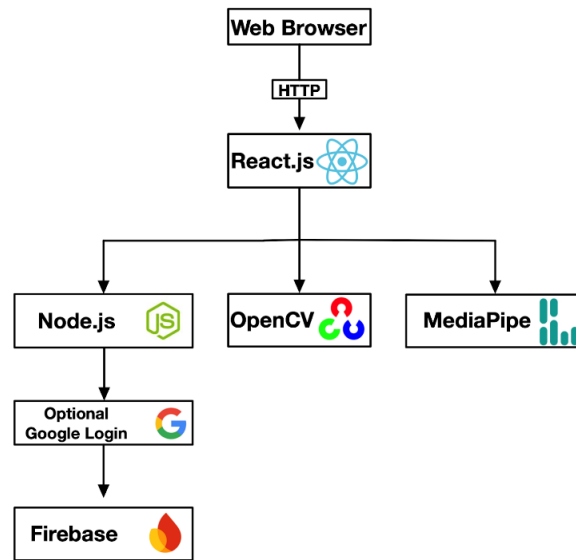 Web Browser
HTTP
React.js
Node.js
JS
OpenCV
MediaPipe
Optional
Google Login
G
Firebase